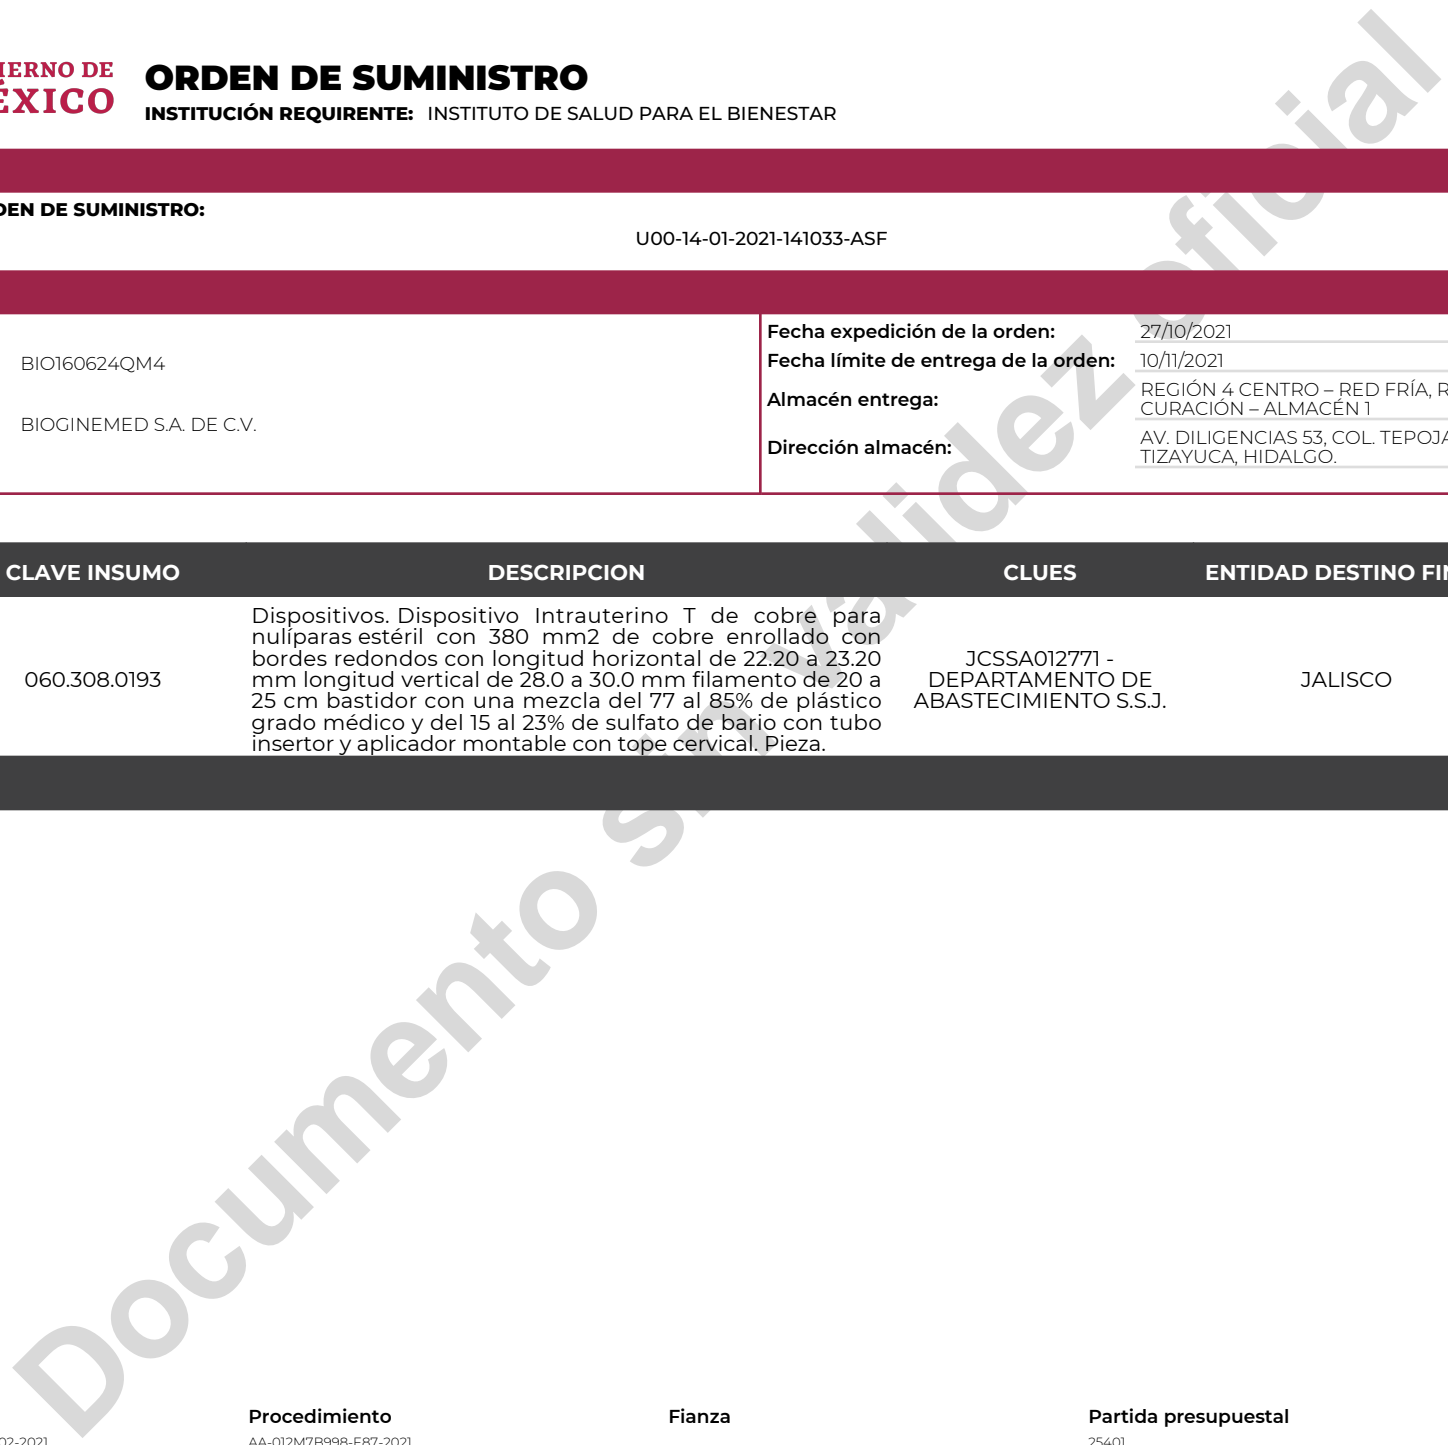 IERNO DE
ÉXICO
ORDEN DE SUMINISTRO
INSTITUCIÓN REQUIRENTE: INSTITUTO DE SALUD PARA EL BIENESTAR
DEN DE SUMINISTRO:
U00-14-01-2021-141033-ASF
BIO160624QM4
BIOGINEMED S.A. DE C.V.
Fecha expedición de la orden: 27/10/2021
Fecha límite de entrega de la orden: 10/11/2021
Almacén entrega: REGIÓN 4 CENTRO – RED FRÍA, R
CURACIÓN – ALMACÉN 1
Dirección almacén: AV. DILIGENCIAS 53, COL. TEPOJA
TIZAYUCA, HIDALGO.
CLAVE INSUMO DESCRIPCION CLUES ENTIDAD DESTINO FIN
060.308.0193
Dispositivos. Dispositivo Intrauterino T de cobre para
nulíparas estéril con 380 mm2 de cobre enrollado con
bordes redondos con longitud horizontal de 22.20 a 23.20
mm longitud vertical de 28.0 a 30.0 mm filamento de 20 a
25 cm bastidor con una mezcla del 77 al 85% de plástico
grado médico y del 15 al 23% de sulfato de bario con tubo
insertor y aplicador montable con tope cervical. Pieza.
JCSSA012771 -
DEPARTAMENTO DE
ABASTECIMIENTO S.S.J.
JALISCO
Documento sin validez oficial
Procedimiento Fianza Partida presupuestal
02-2021 AA-012M7B998-E87-2021 25401